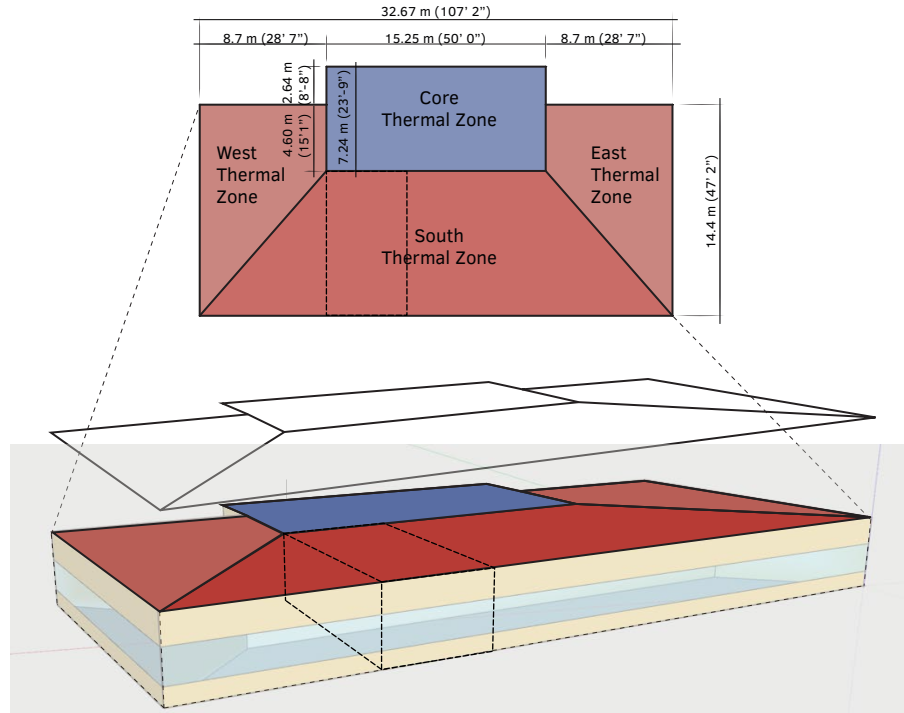 32.67 m (107' 2")
8.7 m (28' 7")
15.25 m (50' 0")
8.7 m (28' 7")
2.64 m
(8'-8")
4.60 m
(15'1")
7.24 m (23'-9")
Core
Thermal Zone
West
Thermal
Zone
East
Thermal
Zone
South
Thermal Zone
14.4 m (47' 2")